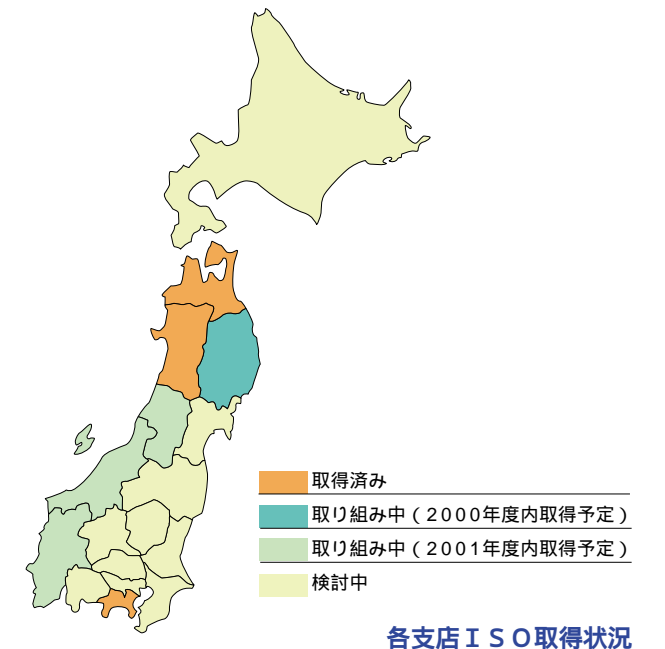 取得済み
取り組み中(2000年度内取得予定)
取り組み中(2001年度内取得予定)
検討中
各支店ISO取得状況